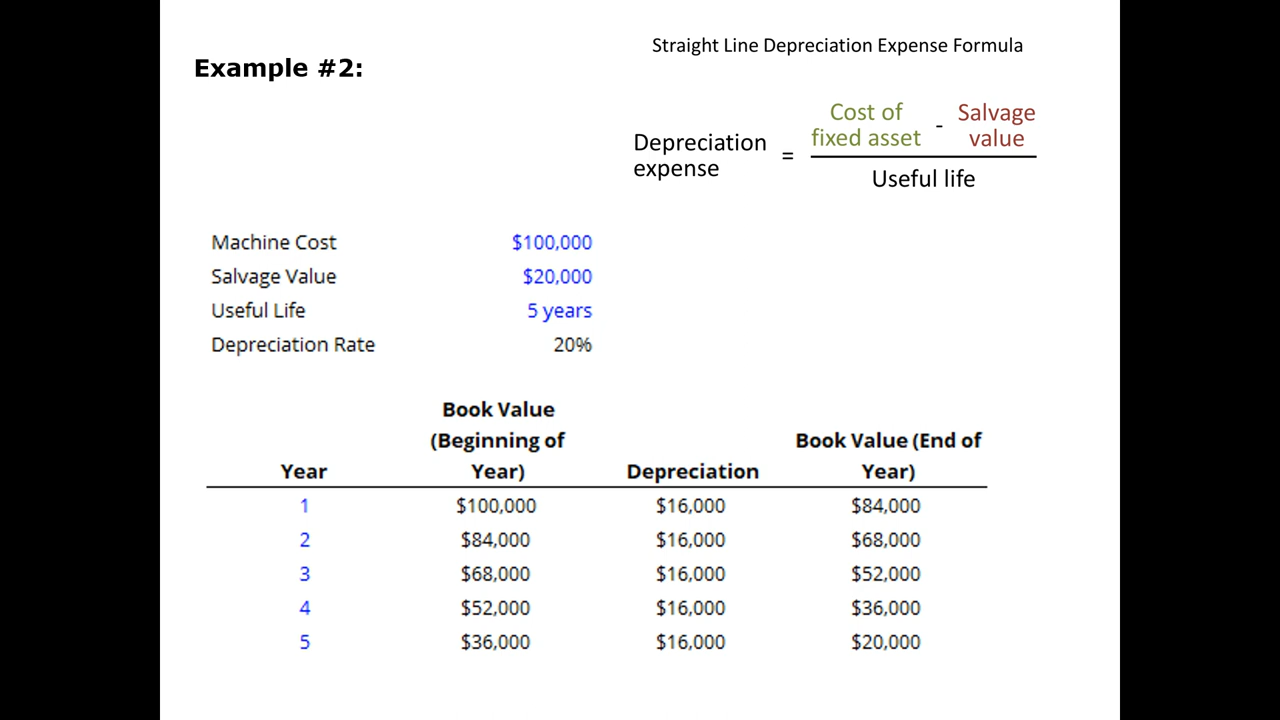 Straight Line Depreciation Expense Formula
Example #2:
Cost of fixed asset - Salvage value
Depreciation expense =
Useful life
Machine Cost $100,000
Salvage Value $20,000
Useful Life 5 years
Depreciation Rate 20%
Book Value
(Beginning of Book Value (End of
Year Year) Depreciation Year)
1 $100,000 $16,000 $84,000
2 $84,000 $16,000 $68,000
3 $68,000 $16,000 $52,000
4 $52,000 $16,000 $36,000
5 $36,000 $16,000 $20,000